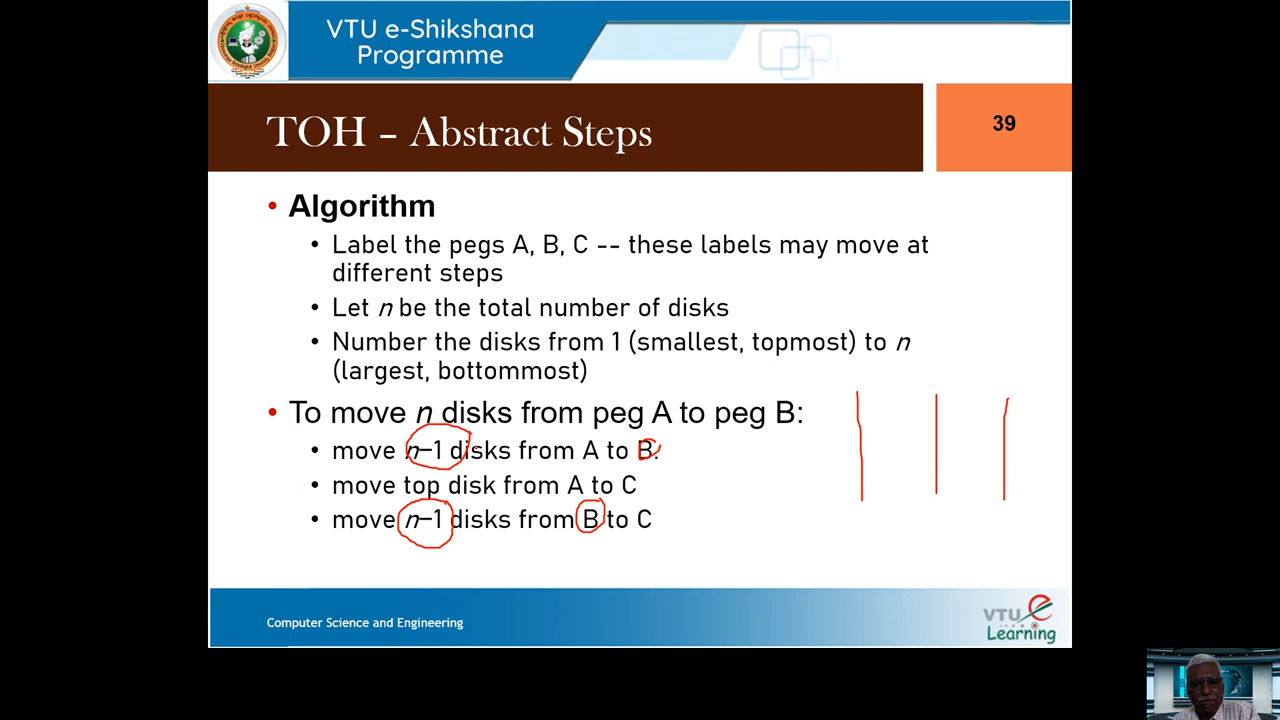 VTU e-Shikshana
Programme
TOH – Abstract Steps
39
• Algorithm
• Label the pegs A, B, C -- these labels may move at
different steps
• Let n be the total number of disks
• Number the disks from 1 (smallest, topmost) to n
(largest, bottommost)
• To move n disks from peg A to peg B:
• move n–1 disks from A to B.
• move top disk from A to C
• move n–1 disks from B to C
Computer Science and Engineering
VTU e
Learning